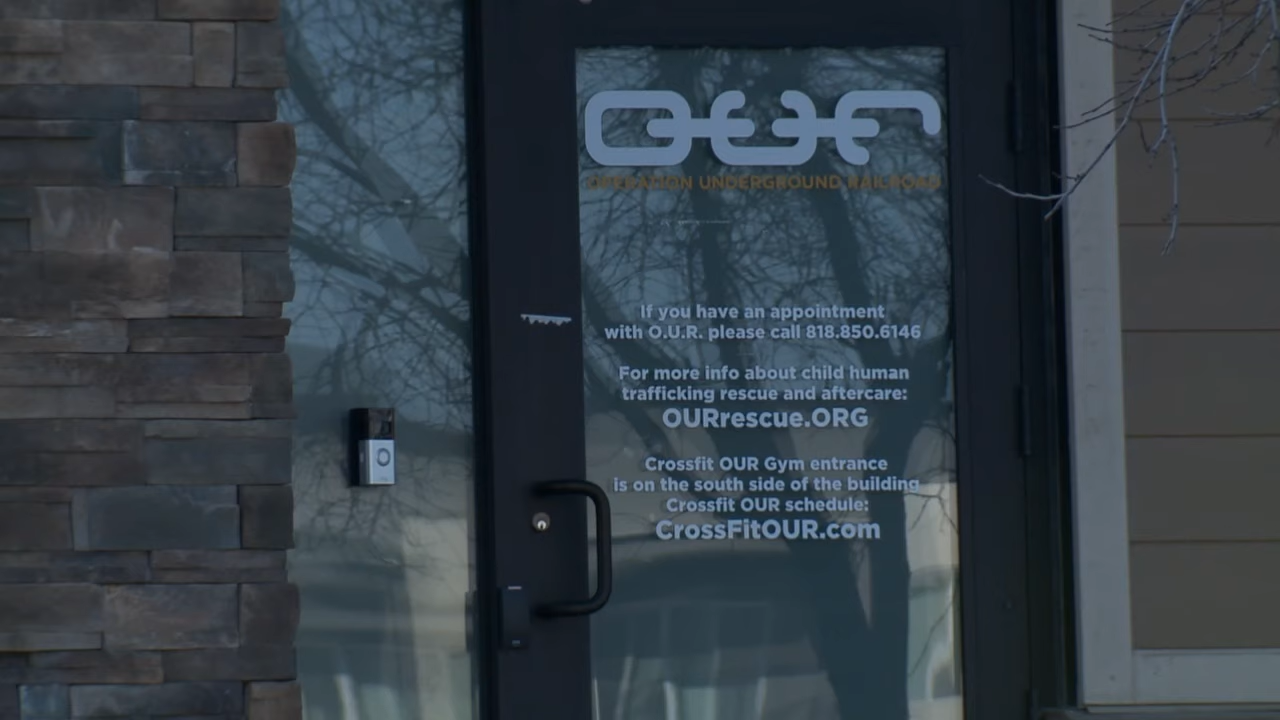 OUR
OPERATION UNDERGROUND RAILROAD
If you have an appointment
with O.U.R. please call 818.850.6146
For more info about child human
trafficking rescue and aftercare:
OURrescue.ORG
Crossfit OUR Gym entrance
is on the south side of the building
Crossfit OUR schedule:
CrossFitOUR.com